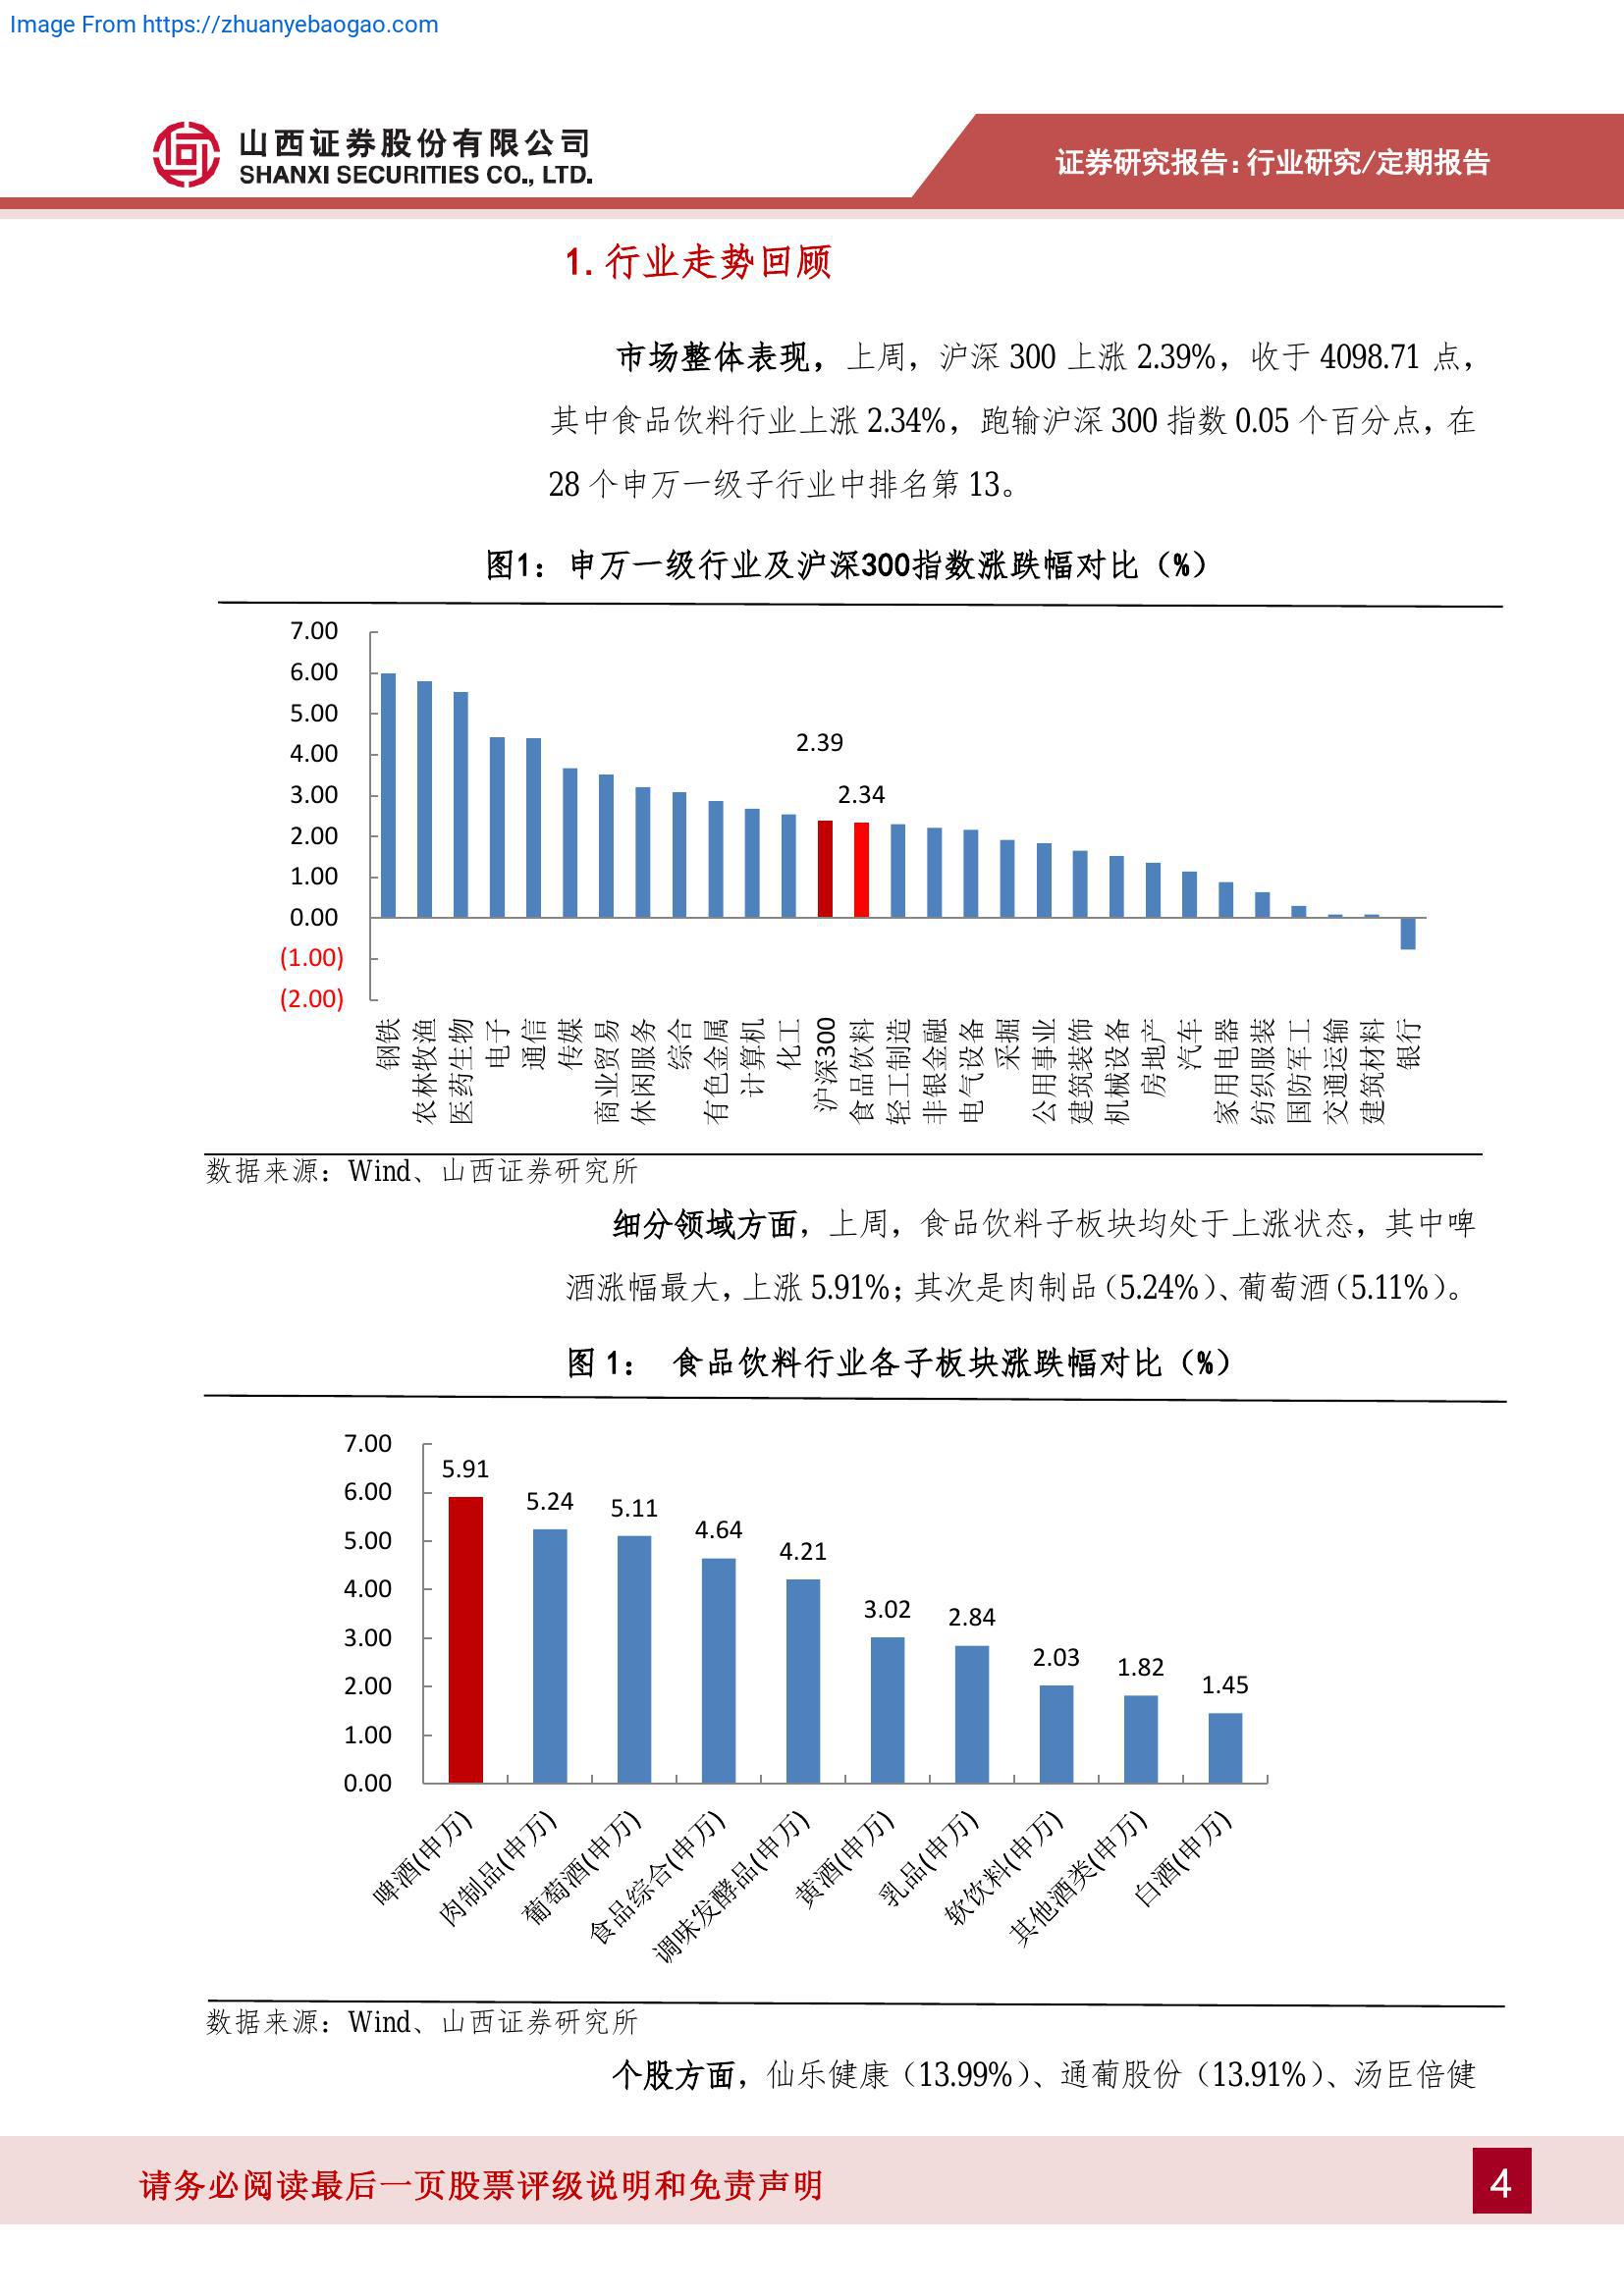 Image From https://zhuanyebaogao.com
山西证券股份有限公司
SHANXI SECURITIES CO., LTD.
证券研究报告:行业研究/定期报告
1.行业走势回顾
市场整体表现，上周，沪深 300 上涨 2.39%，收于 4098.71 点，
其中食品饮料行业上涨 2.34%，跑输沪深 300 指数 0.05 个百分点，在
28 个申万一级子行业中排名第 13。
图1：申万一级行业及沪深300指数涨跌幅对比（%）
7.00
6.00
5.00
4.00
3.00
2.00
1.00
0.00
(1.00)
(2.00)
2.39
2.34
钢铁
农林牧渔
医药生物
电子
通信
传媒
商业贸易
休闲服务
综合
有色金属
计算机
化工
沪深300
食品饮料
轻工制造
非银金融
电气设备
采掘
公用事业
建筑装饰
机械设备
房地产
汽车
家用电器
纺织服装
国防军工
交通运输
建筑材料
银行
数据来源：Wind、山西证券研究所
细分领域方面，上周，食品饮料子板块均处于上涨状态，其中啤
酒涨幅最大，上涨 5.91%；其次是肉制品（5.24%）、葡萄酒（5.11%）。
图 1： 食品饮料行业各子板块涨跌幅对比（%）
7.00
6.00
5.00
4.00
3.00
2.00
1.00
0.00
5.91
5.24
5.11
4.64
4.21
3.02
2.84
2.03
1.82
1.45
啤酒(申万)
肉制品(申万)
葡萄酒(申万)
食品综合(申万)
调味发酵品(申万)
黄酒(申万)
乳品(申万)
软饮料(申万)
其他酒类(申万)
白酒(申万)
数据来源：Wind、山西证券研究所
个股方面，仙乐健康（13.99%）、通葡股份（13.91%）、汤臣倍健
请务必阅读最后一页股票评级说明和免责声明
4